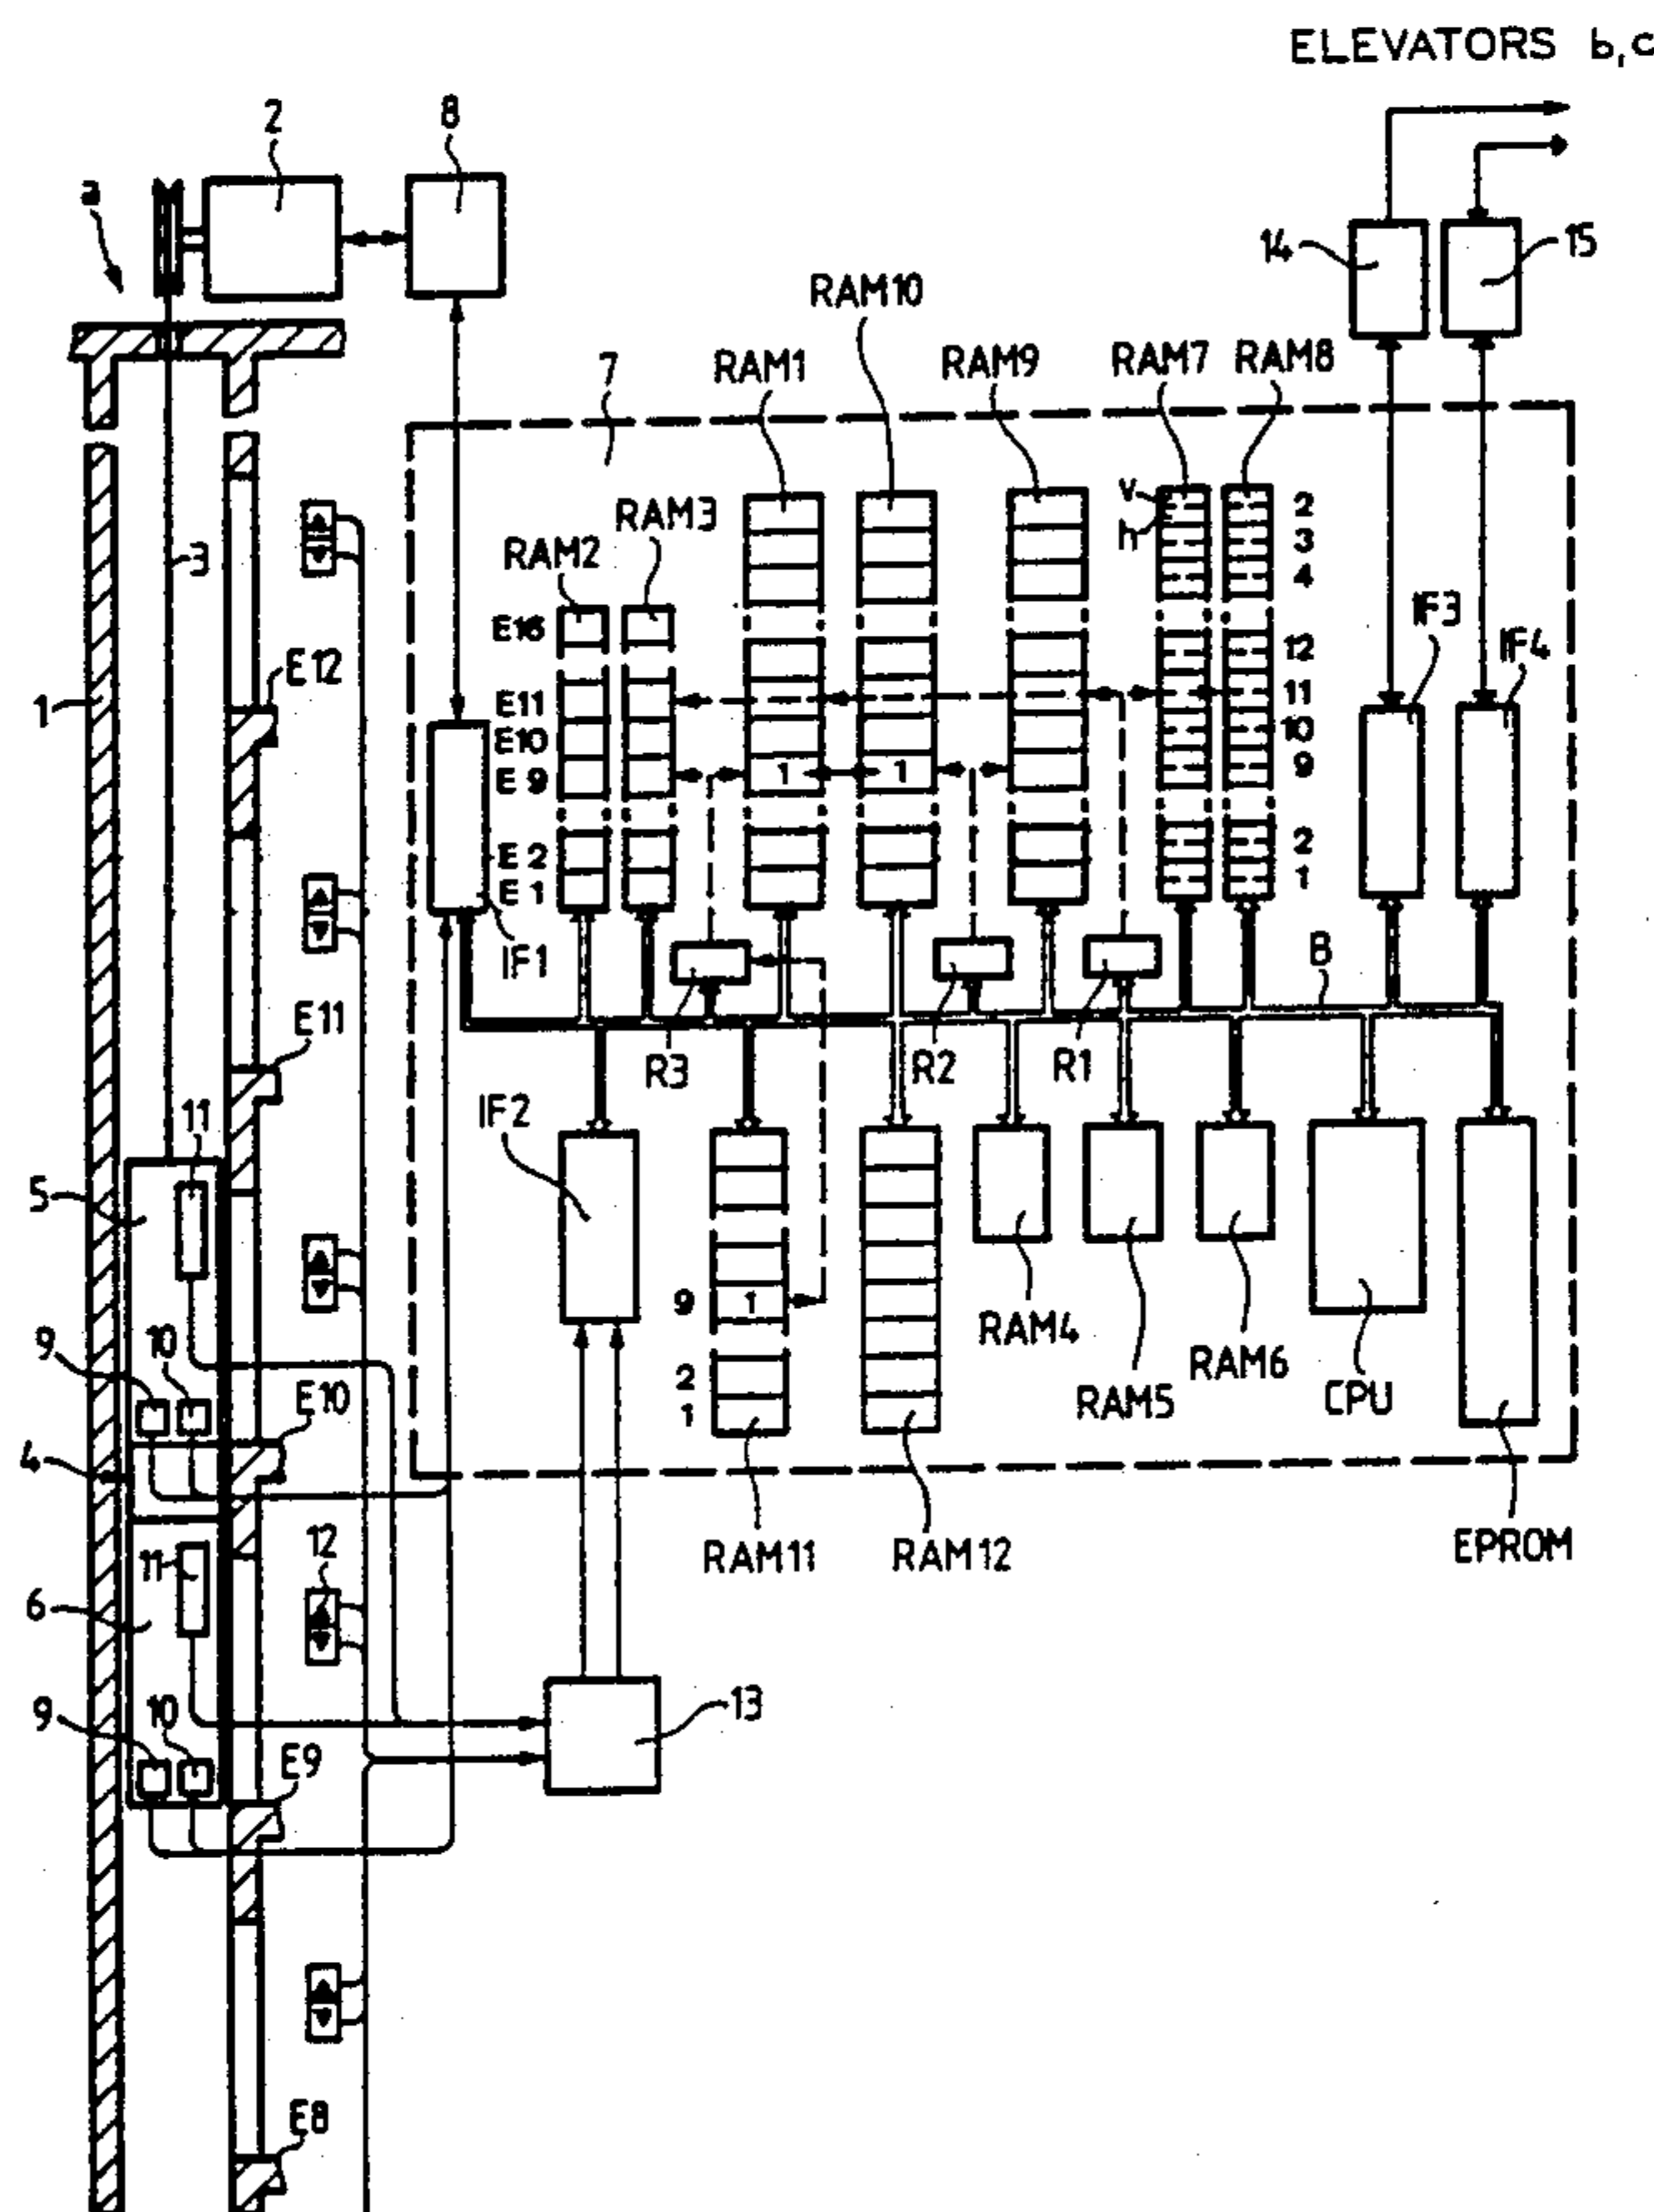 ELEVATORS b,c
2
8
a
14
15
RAM10
7
RAM1
RAM9
RAM7
RAM8
RAM3
V
h
2
3
4
RAM2
3
E16
12
IF3
IF4
E12
1
E11
11
E10
10
E9
1
1
9
E2
2
E1
1
IF1
B
E11
R3
R2
R1
11
IF2
5
9
1
RAM4
RAM6
9
10
E10
2
RAM5
CPU
1
4
12
RAM11
RAM12
EPROM
11
6
9
10
13
E9
E8